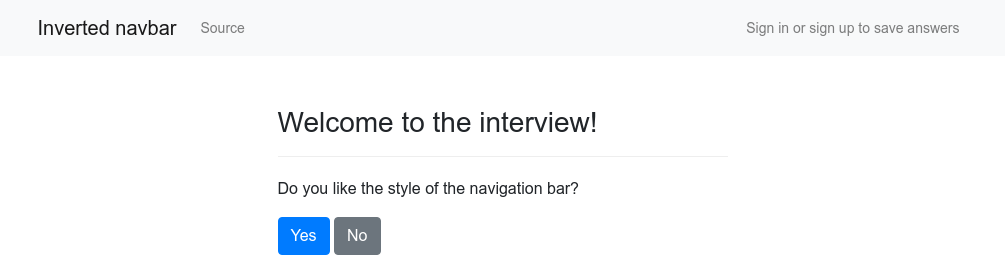 Inverted navbar Source Sign in or sign up to save answers
Welcome to the interview!
Do you like the style of the navigation bar?
Yes No